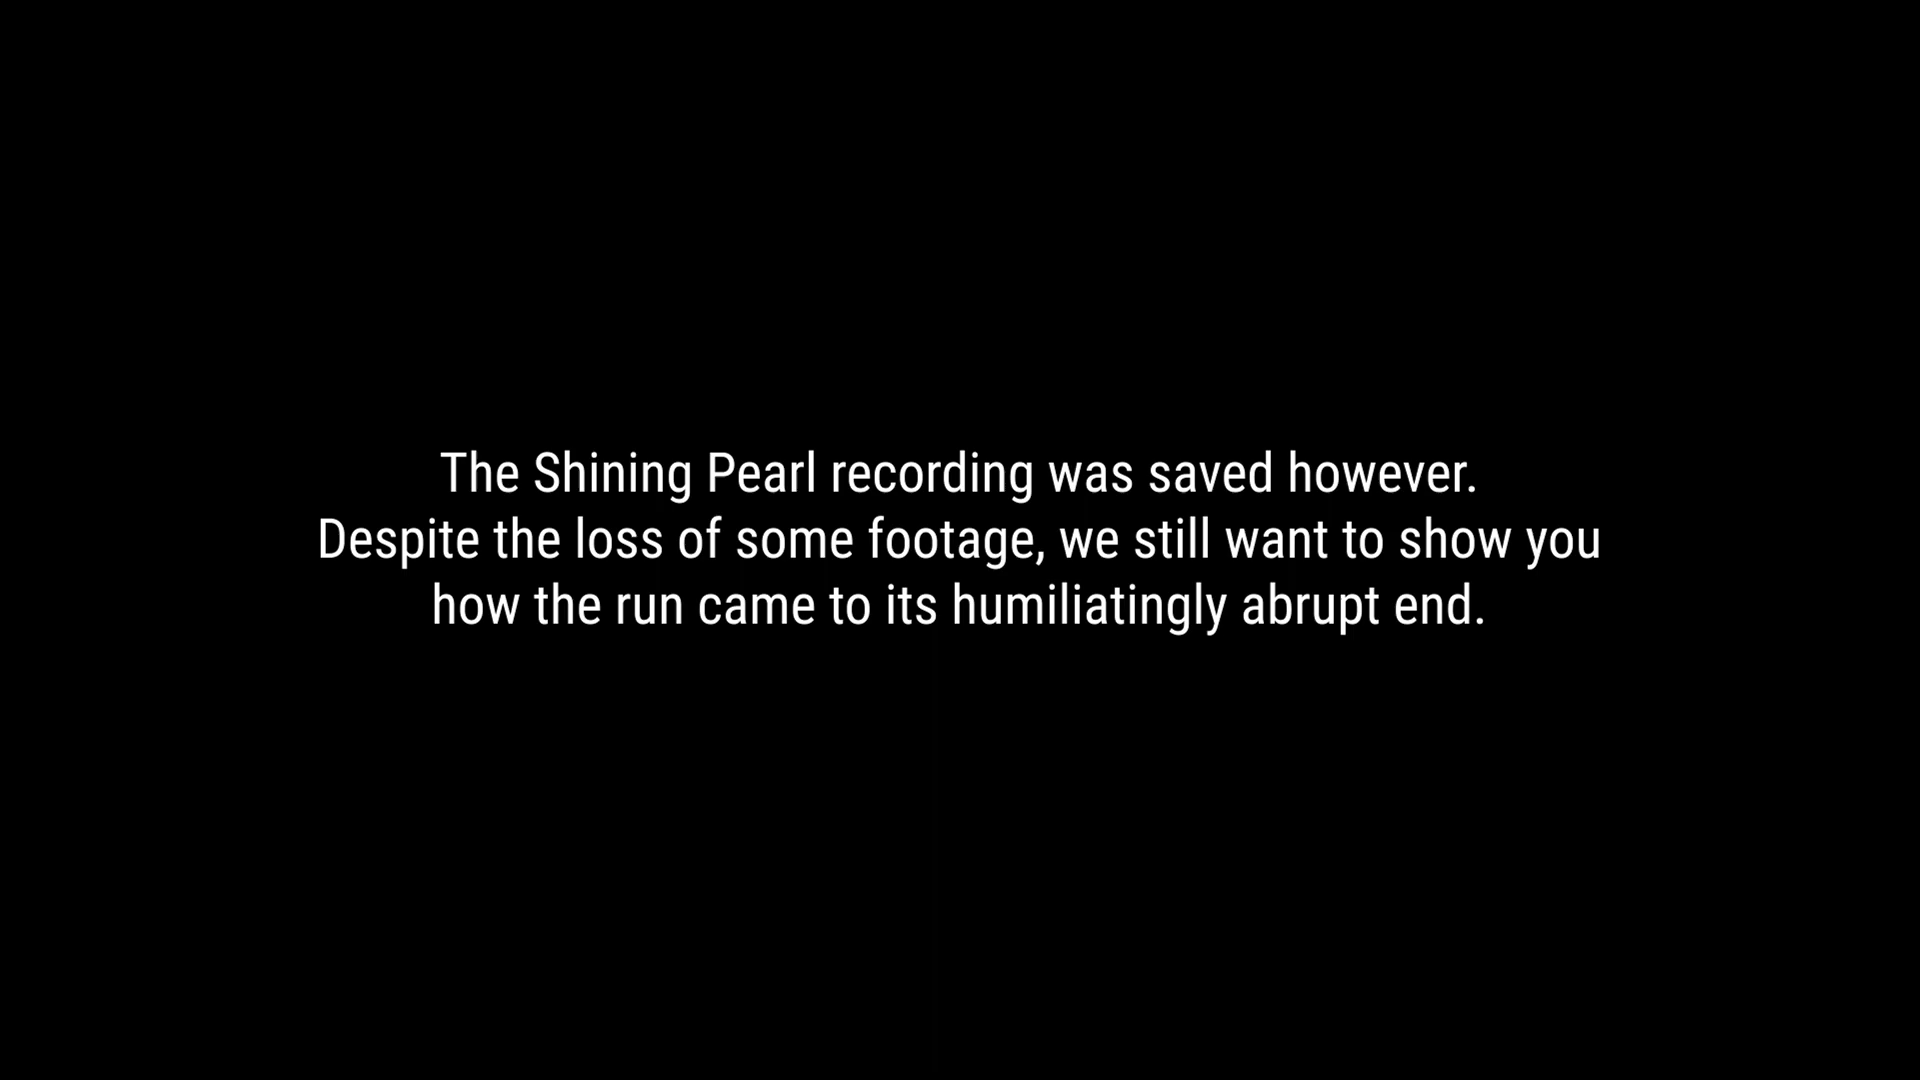 The Shining Pearl recording was saved however.
Despite the loss of some footage, we still want to show you
how the run came to its humiliatingly abrupt end.